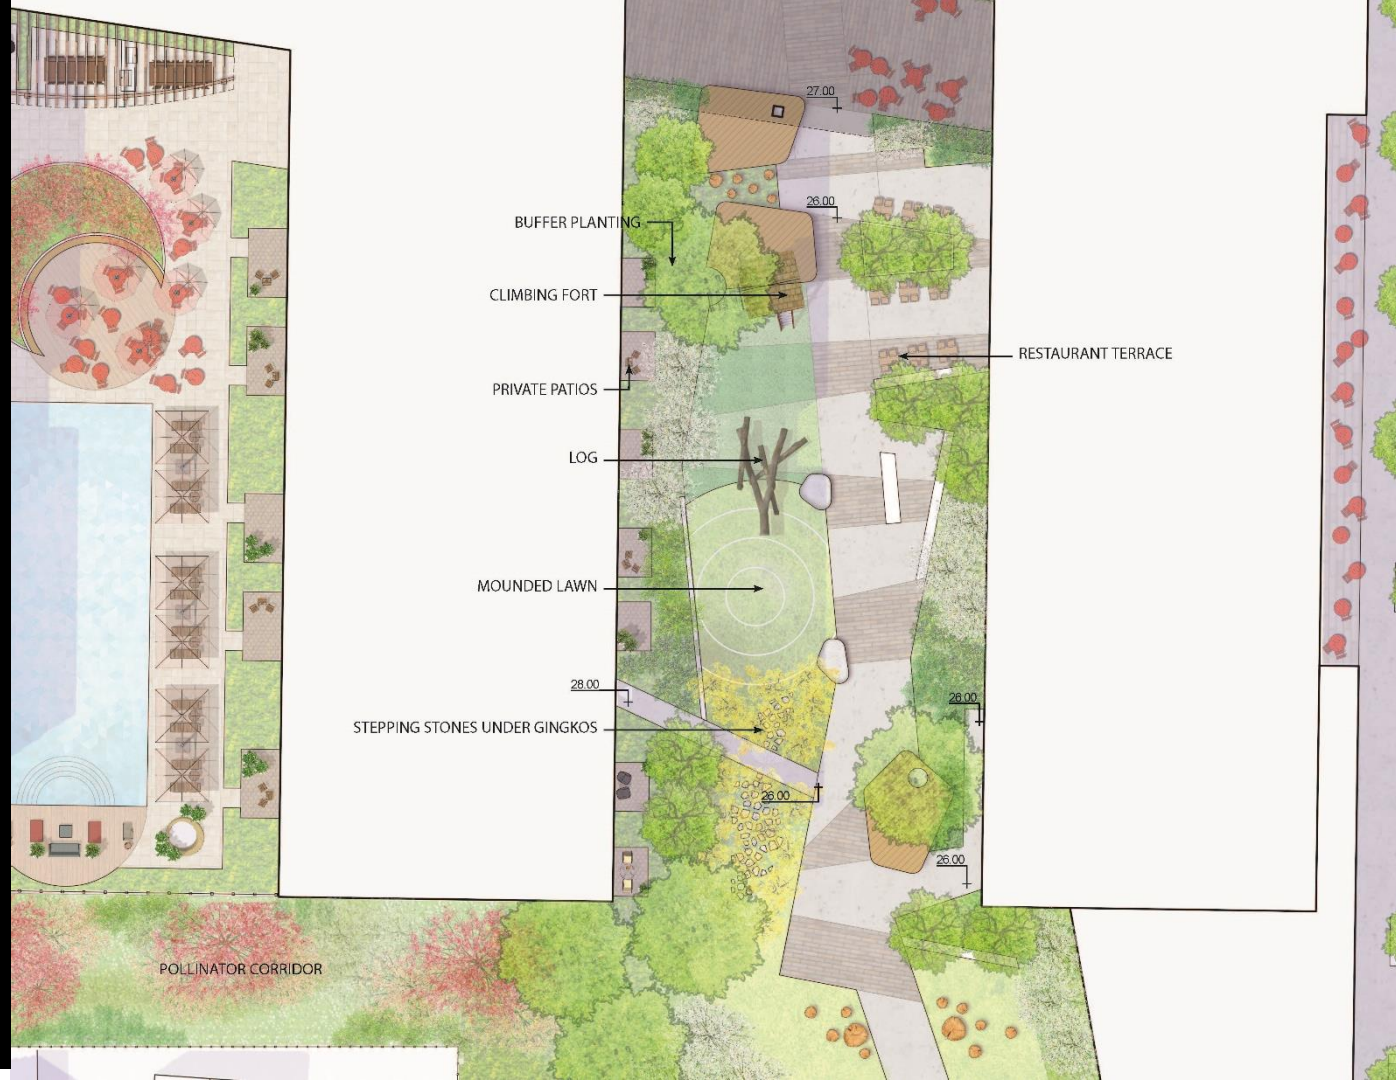 27.00
26.00
BUFFER PLANTING
CLIMBING FORT
RESTAURANT TERRACE
PRIVATE PATIOS
LOG
MOUNDED LAWN
28.00
26.00
STEPPING STONES UNDER GINGKOS
26.00
26.00
POLLINATOR CORRIDOR